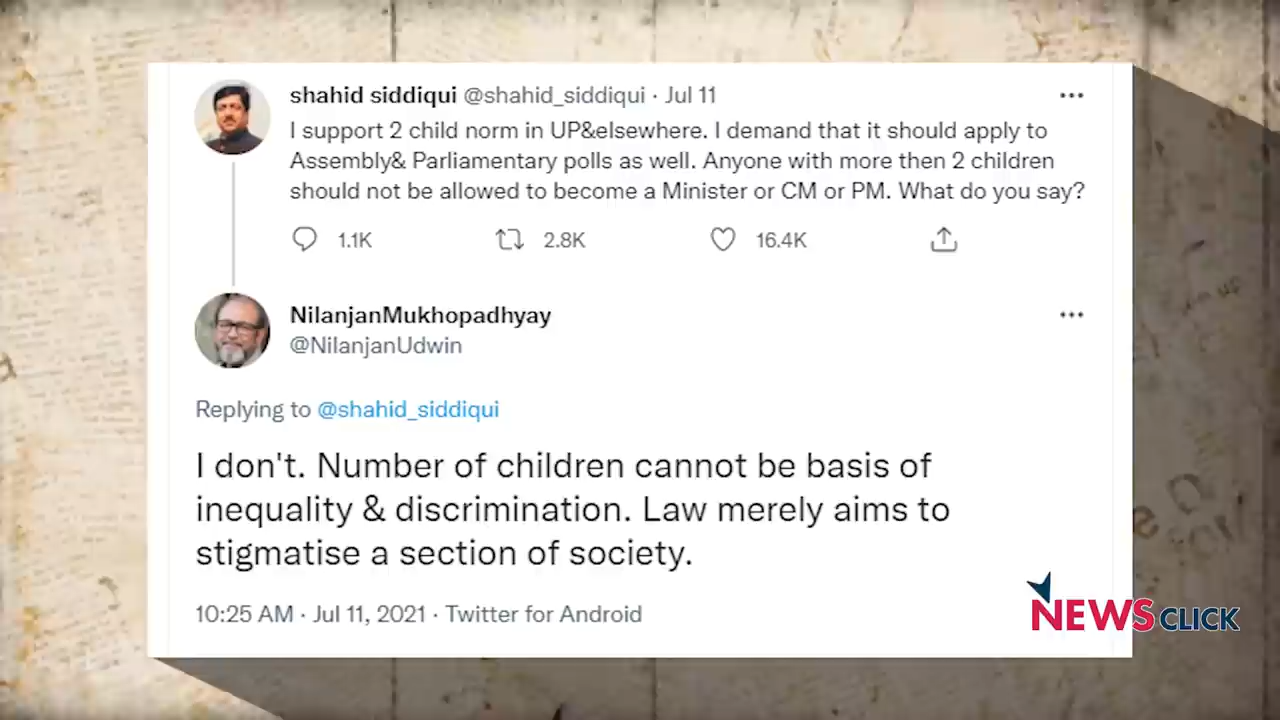 shahid siddiqui @shahid_siddiqui · Jul 11
I support 2 child norm in UP&elsewhere. I demand that it should apply to
Assembly& Parliamentary polls as well. Anyone with more then 2 children
should not be allowed to become a Minister or CM or PM. What do you say?
1.1K 2.8K 16.4K
NilanjanMukhopadhyay
@NilanjanUdwin
Replying to @shahid_siddiqui
I don't. Number of children cannot be basis of
inequality & discrimination. Law merely aims to
stigmatise a section of society.
10:25 AM · Jul 11, 2021 · Twitter for Android
NEWSCLICK